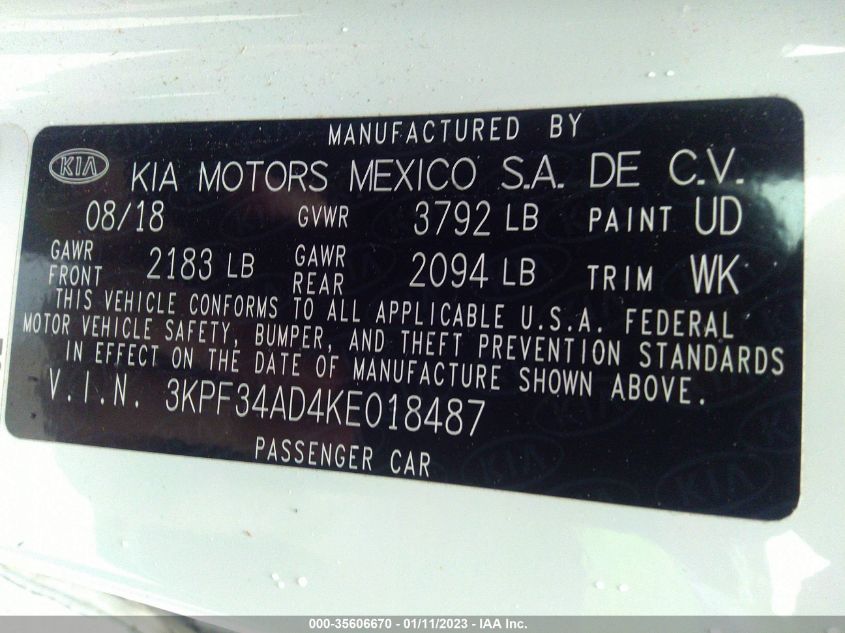 MANUFACTURED BY
KIA KIA MOTORS MEXICO S.A. DE C.V.
08/18 GVWR 3792 LB PAINT UD
GAWR FRONT 2183 LB GAWR REAR 2094 LB TRIM WK
THIS VEHICLE CONFORMS TO ALL APPLICABLE U.S.A. FEDERAL
MOTOR VEHICLE SAFETY, BUMPER, AND THEFT PREVENTION STANDARDS
IN EFFECT ON THE DATE OF MANUFACTURE SHOWN ABOVE.
V.I.N. 3KPF34AD4KE018487
PASSENGER CAR
000-35606670 - 01/11/2023 - IAA Inc.